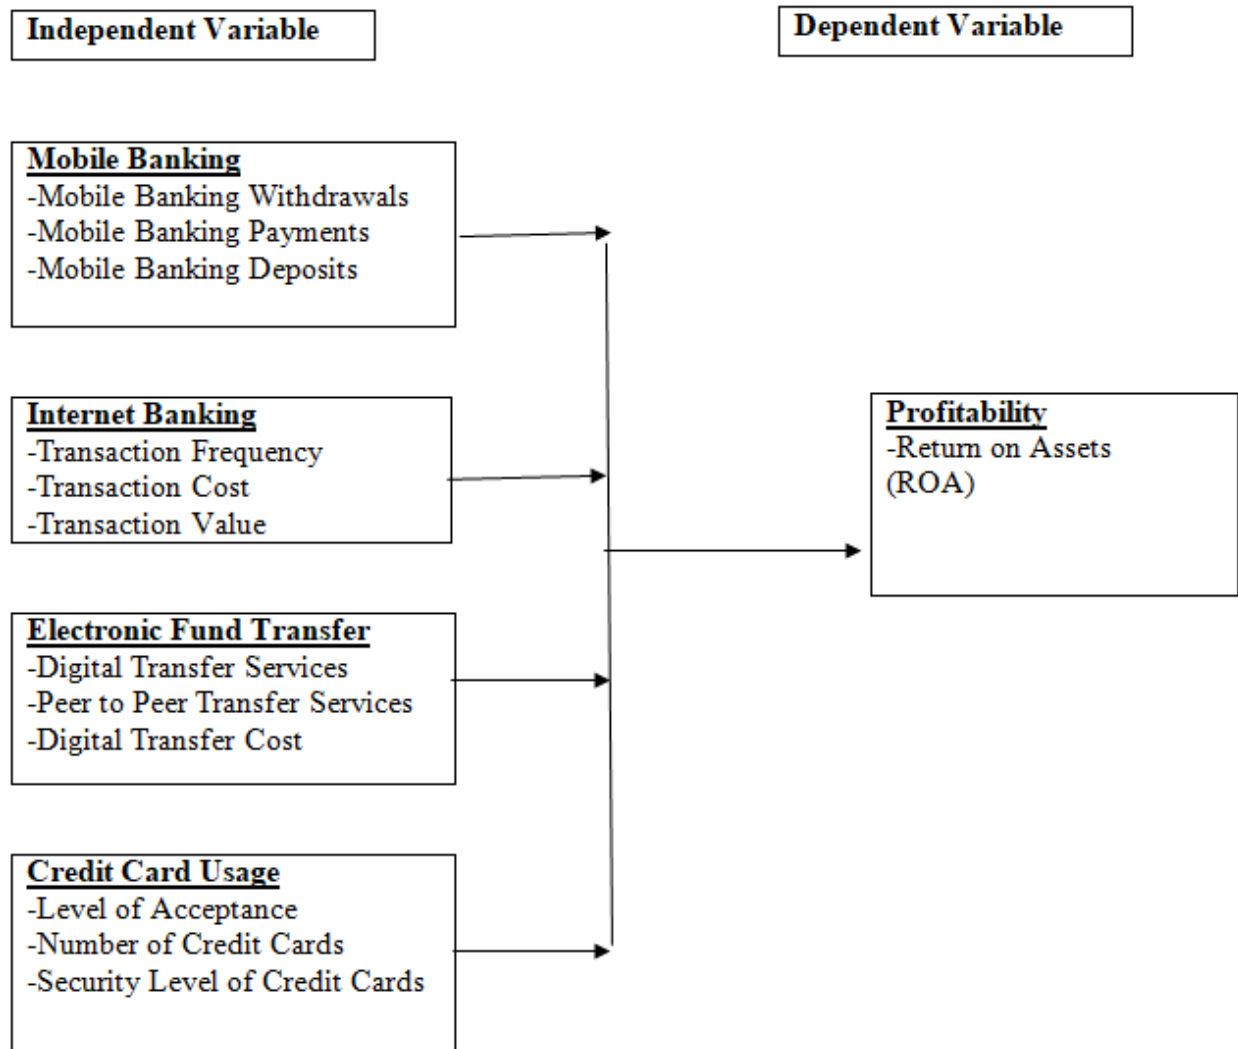 Independent Variable
Dependent Variable
Mobile Banking
-Mobile Banking Withdrawals
-Mobile Banking Payments
-Mobile Banking Deposits
Internet Banking
-Transaction Frequency
-Transaction Cost
-Transaction Value
Profitability
-Return on Assets
(ROA)
Electronic Fund Transfer
-Digital Transfer Services
-Peer to Peer Transfer Services
-Digital Transfer Cost
Credit Card Usage
-Level of Acceptance
-Number of Credit Cards
-Security Level of Credit Cards